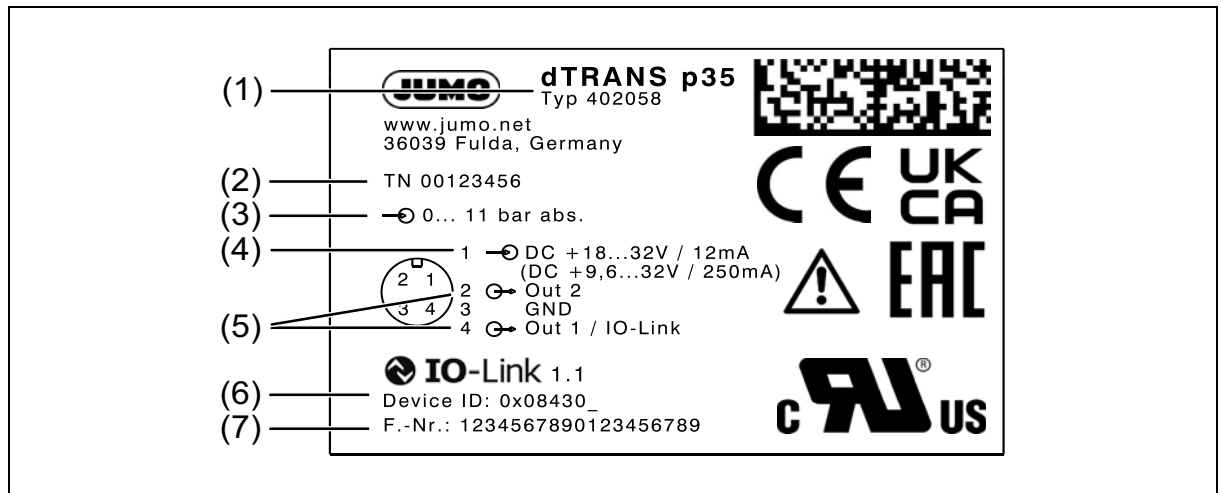 (1)
JUMO
dTRANS p35
Typ 402058
www.jumo.net
36039 Fulda, Germany
(2) TN 00123456
(3) 0... 11 bar abs.
(4) 1 DC +18...32V / 12mA
(DC +9,6...32V / 250mA)
2 1
3 4
(5)
2 Out 2
3 GND
4 Out 1 / IO-Link
IO-Link 1.1
(6) Device ID: 0x08430_
(7) F.-Nr.: 1234567890123456789
CE
UK
CA
EAC
c RU ® US